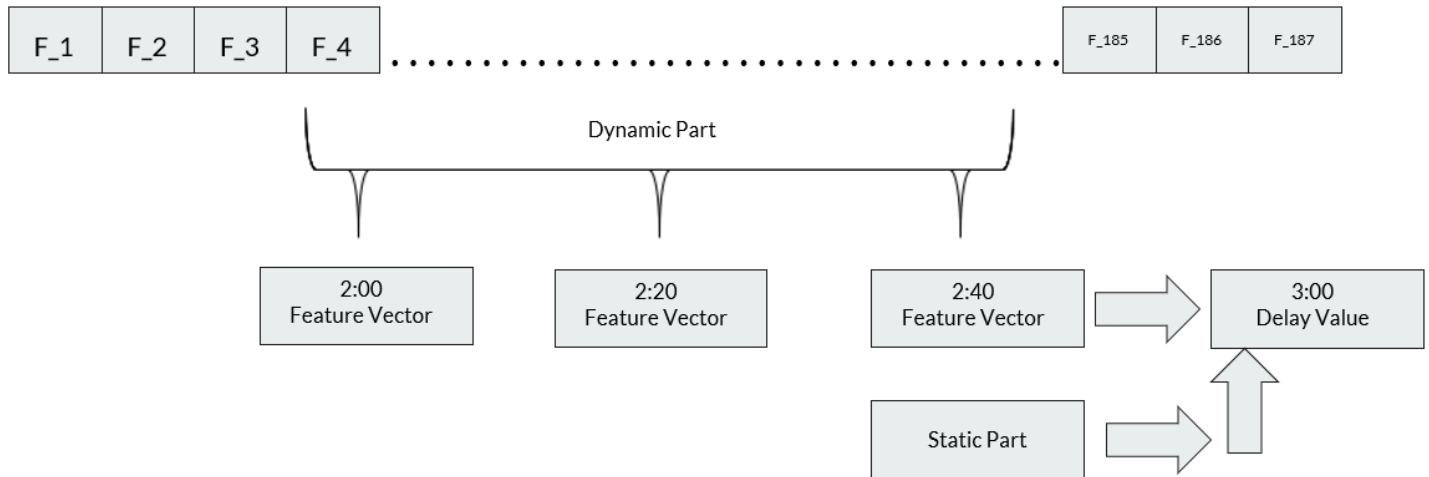 F_1 F_2 F_3 F_4 F_185 F_186 F_187
Dynamic Part
2:00
Feature Vector
2:20
Feature Vector
2:40
Feature Vector
3:00
Delay Value
Static Part